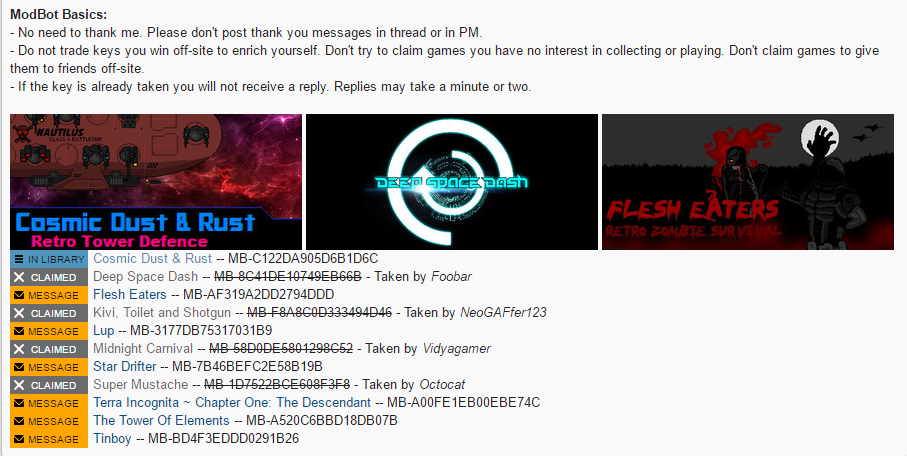 ModBot Basics:
- No need to thank me. Please don't post thank you messages in thread or in PM.
- Do not trade keys you win off-site to enrich yourself. Don't try to claim games you have no interest in collecting or playing. Don't claim games to give
them to friends off-site.
- If the key is already taken you will not receive a reply. Replies may take a minute or two.
NAUTILUS
CLASS A BATTLESHIP
Cosmic Dust & Rust
Retro Tower Defence
DEEP SPACE DASH
FLESH EATERS
RETRO ZOMBIE SURVIVAL
IN LIBRARY Cosmic Dust & Rust -- MB-C122DA905D6B1D6C
CLAIMED Deep Space Dash -- MB-8C41DE10749EB66B - Taken by Foobar
MESSAGE Flesh Eaters -- MB-AF319A2DD2794DDD
CLAIMED Kivi, Toilet and Shotgun -- MB-F8A8C0D333494D46 - Taken by NeoGAFfer123
MESSAGE Lup -- MB-3177DB75317031B9
CLAIMED Midnight Carnival -- MB-58D0DE5801298C52 - Taken by Vidyagamer
MESSAGE Star Drifter -- MB-7B46BEFC2E58B19B
CLAIMED Super Mustache -- MB-1D7522BCE608F3F8 - Taken by Octocat
MESSAGE Terra Incognita ~ Chapter One: The Descendant -- MB-A00FE1EB00EBE74C
MESSAGE The Tower Of Elements -- MB-A520C6BBD18DB07B
MESSAGE Tinboy -- MB-BD4F3EDDD0291B26